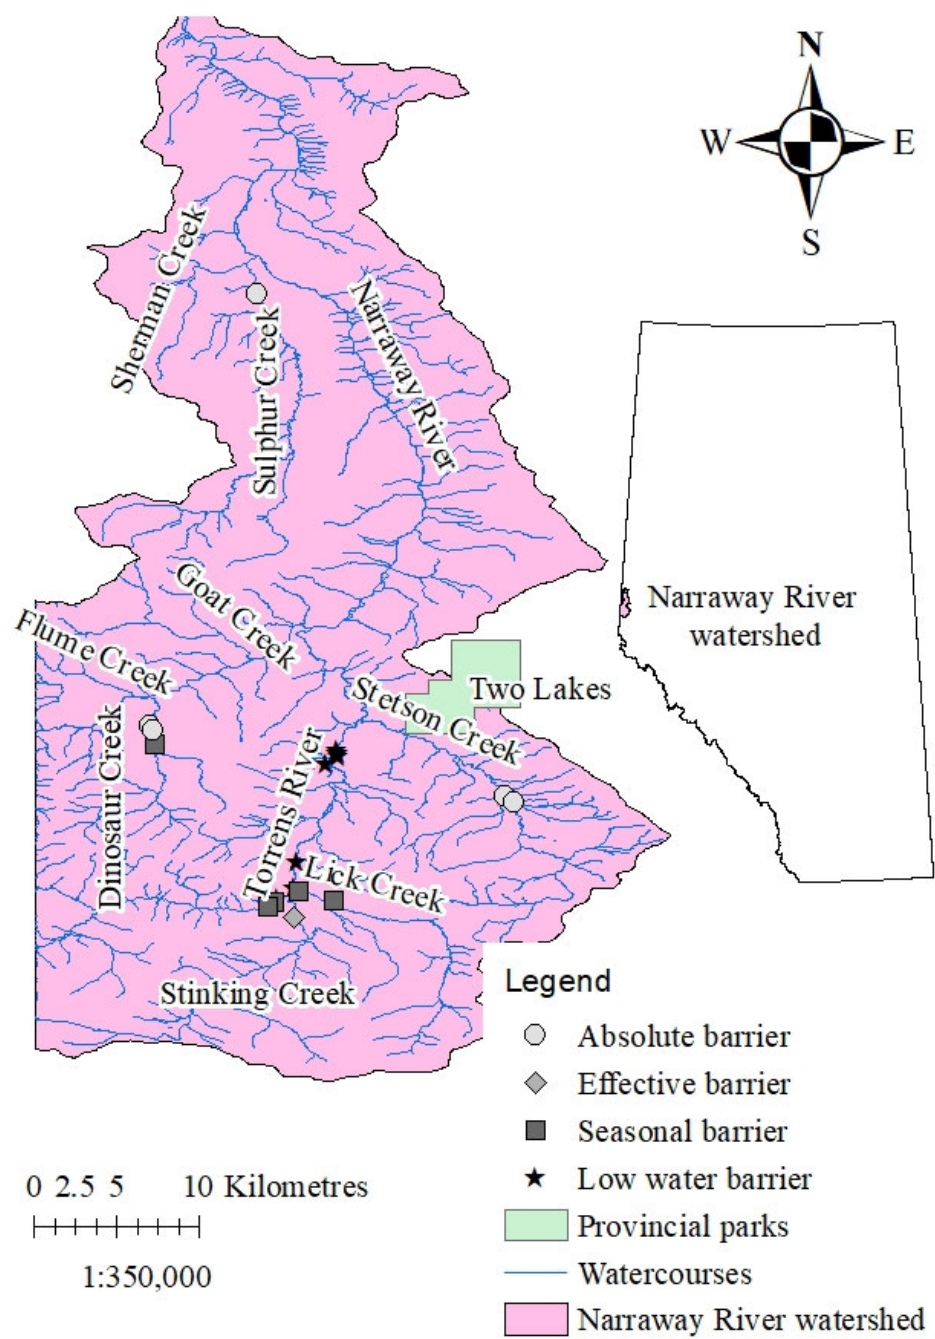 N
W E
S
Sherman Creek
Narraway River
Sulphur Creek
Narraway River
watershed
Goat Creek
Flume Creek
Two Lakes
Stetson Creek
Dinosaur Creek
Torrens River
Lick Creek
Stinking Creek
Legend
Absolute barrier
Effective barrier
Seasonal barrier
Low water barrier
Provincial parks
Watercourses
Narraway River watershed
0 2.5 5 10 Kilometres
1:350,000